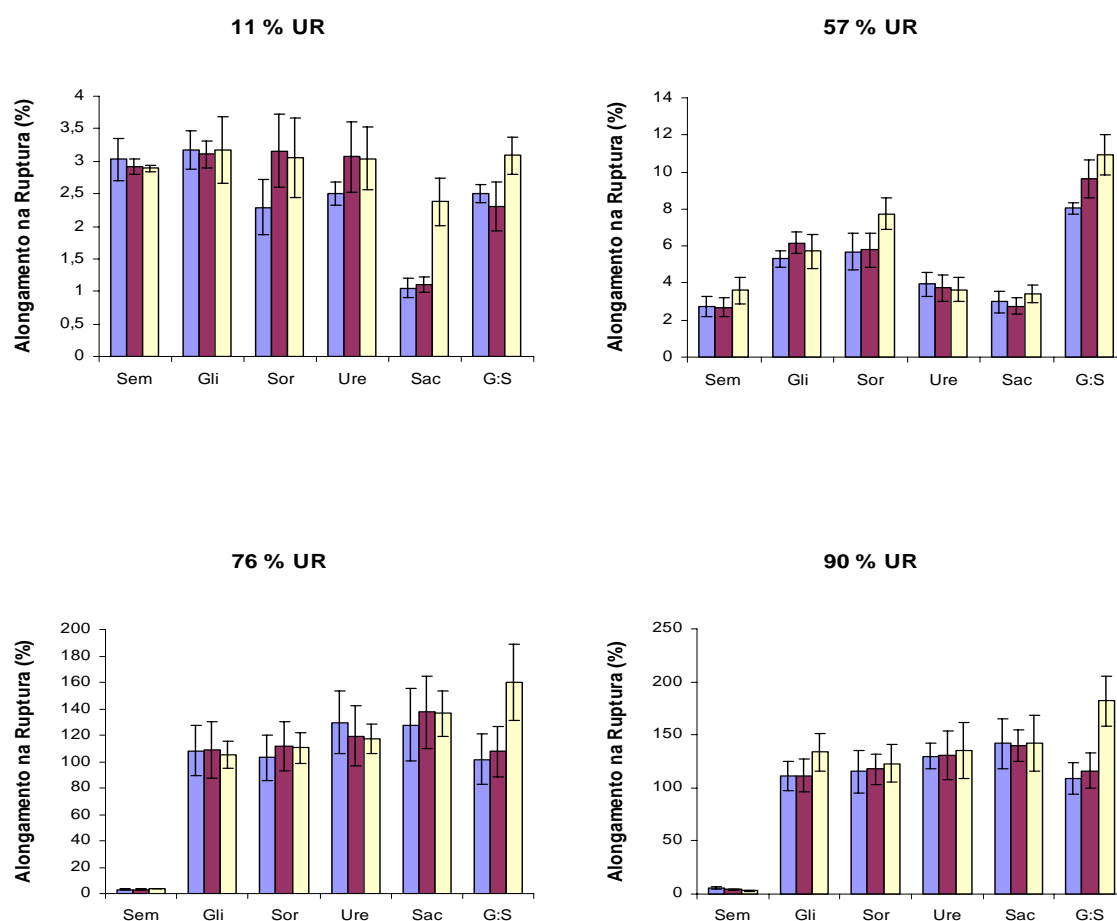 11 % UR
Alongamento na Ruptura (%)
4
3,5
3
2,5
2
1,5
1
0,5
0
Sem Gli Sor Ure Sac G:S
57 % UR
Alongamento na Ruptura (%)
14
12
10
8
6
4
2
0
Sem Gli Sor Ure Sac G:S
76 % UR
Alongamento na Ruptura (%)
200
180
160
140
120
100
80
60
40
20
0
Sem Gli Sor Ure Sac G:S
90 % UR
Alongamento na Ruptura (%)
250
200
150
100
50
0
Sem Gli Sor Ure Sac G:S